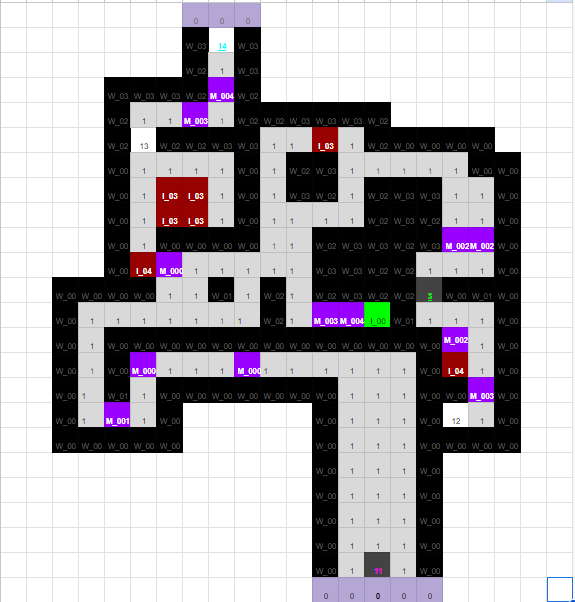 0 0 0
W_03 14 W_03
W_02 1 W_02
W_03 W_03 W_03 W_02 M_004 W_02
W_02 1 1 M_003 1 W_02 W_03 W_03 W_03 W_03 W_03
W_02 13 W_02 W_03 W_03 W_02 1 1 I_03 1 W_02 W_00 W_00 W_00 W_00
W_00 1 1 1 1 W_00 1 W_02 W_02 1 1 1 1 1 W_00 W_00
W_00 1 I_03 I_03 1 W_00 1 W_03 W_02 1 W_02 W_03 W_02 1 1 W_00
W_00 1 I_03 I_03 1 W_00 1 1 1 1 W_02 W_03 W_02 1 1 W_00
W_00 1 W_00 W_00 W_00 W_00 1 1 W_02 W_03 W_02 W_02 W_03 M_002 M_002 W_00
W_00 I_04 M_000 1 1 1 1 1 W_03 W_03 W_03 W_02 1 1 1 W_00
W_00 W_00 W_00 W_00 1 1 W_01 1 W_02 1 W_02 W_03 W_02 W_02 3 W_00 W_01 W_00
W_00 1 1 1 1 1 1 1 W_02 1 M_003 M_004 I_00 W_01 1 1 1 W_00
W_00 1 W_00 W_00 W_00 W_00 W_00 W_00 W_00 W_00 W_00 W_00 W_00 W_00 W_00 M_002 1 W_00
W_00 1 W_00 M_000 1 1 1 M_000 1 1 1 1 1 1 W_00 I_04 1 W_00
W_00 1 W_01 1 W_00 W_00 W_00 W_00 W_00 W_00 W_00 1 1 1 W_00 W_00 M_003 W_00
W_00 1 M_001 1 W_00 W_00 1 1 1 W_00 12 1 W_00
W_00 W_00 W_00 W_00 W_00 W_00 1 1 1 W_00 W_00 W_00 W_00
W_00 1 1 1 W_00
W_00 1 1 1 W_00
W_00 1 1 1 W_00
W_00 1 1 1 W_00
W_00 1 11 1 W_00
0 0 0 0 0